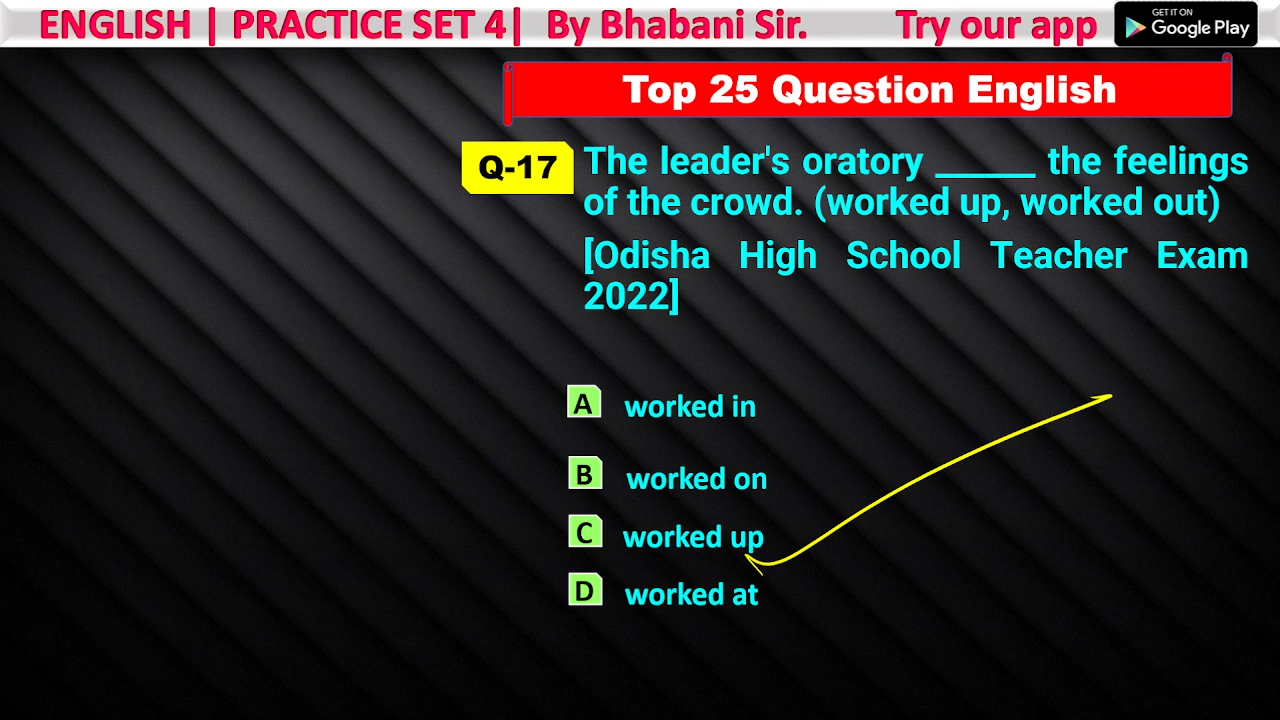 ENGLISH | PRACTICE SET 4| By Bhabani Sir. Try our app
GET IT ON
Google Play
Top 25 Question English
Q-17 The leader's oratory ______ the feelings
of the crowd. (worked up, worked out)
[Odisha High School Teacher Exam
2022]
A worked in
B worked on
C worked up
D worked at